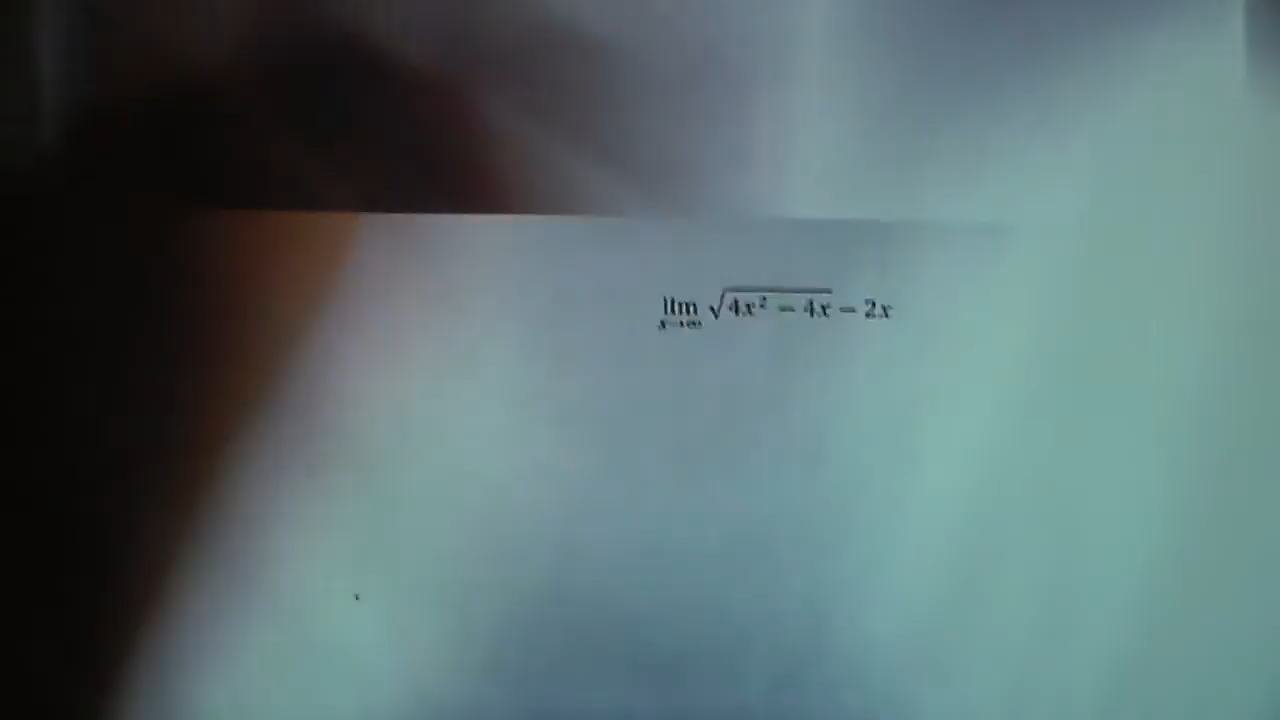 lim √(4x² − 4x) − 2x
x→∞